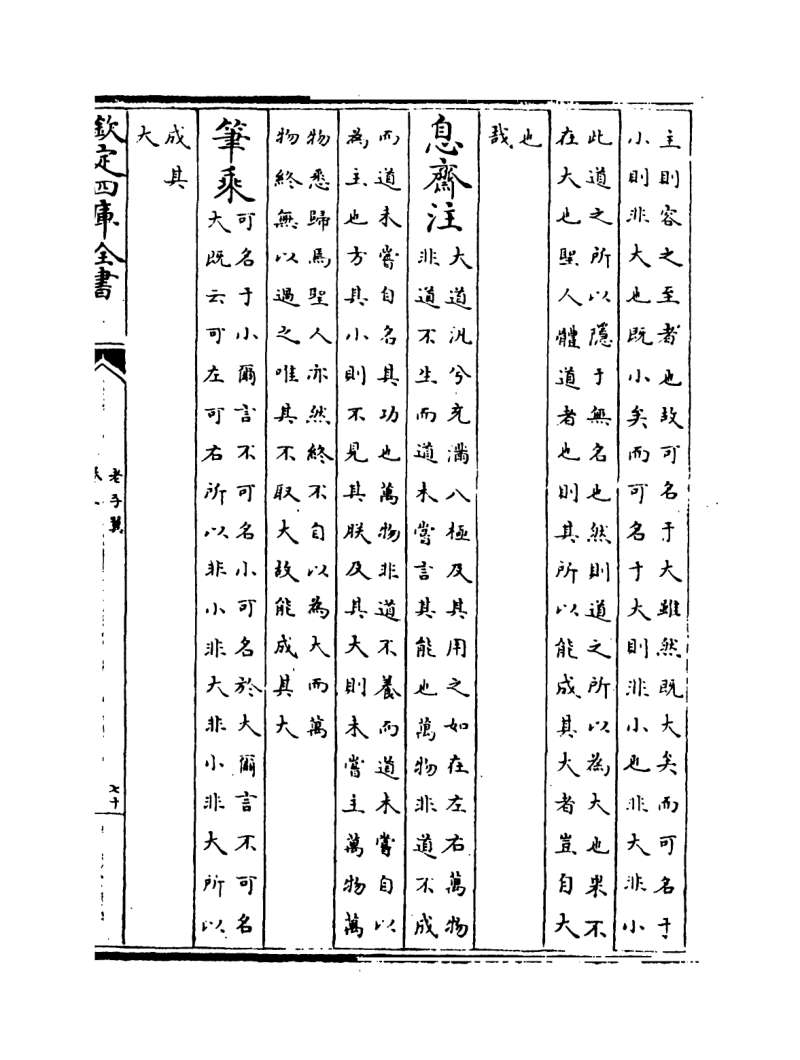 主則容之至者也故可名于大雖然既大矣而可名于
小則非大也既小矣而可名于大則非小也非大非小
此道之所以隱于無名也然則道之所以為大也果不
在大也聖人體道者也則其所以能成其大者豈自大
也
哉
息齋注
大道汎兮充滿八極及其用之如在左右萬物
非道不生而道未嘗言其能也萬物非道不成
而道未嘗自名其功也萬物非道不養而道未嘗自以
為主也方其小則不見其朕及其大則未嘗主萬物萬
物悉歸焉聖人亦然終不自以為大而萬
物終無以過之唯其不取大故能成其大
筆乘
可名于小爾言不可名小可名於大爾言不可名
大既云可左可右所以非小非大非小非大所以
成其
大
欽定四庫全書
老子翼
七十